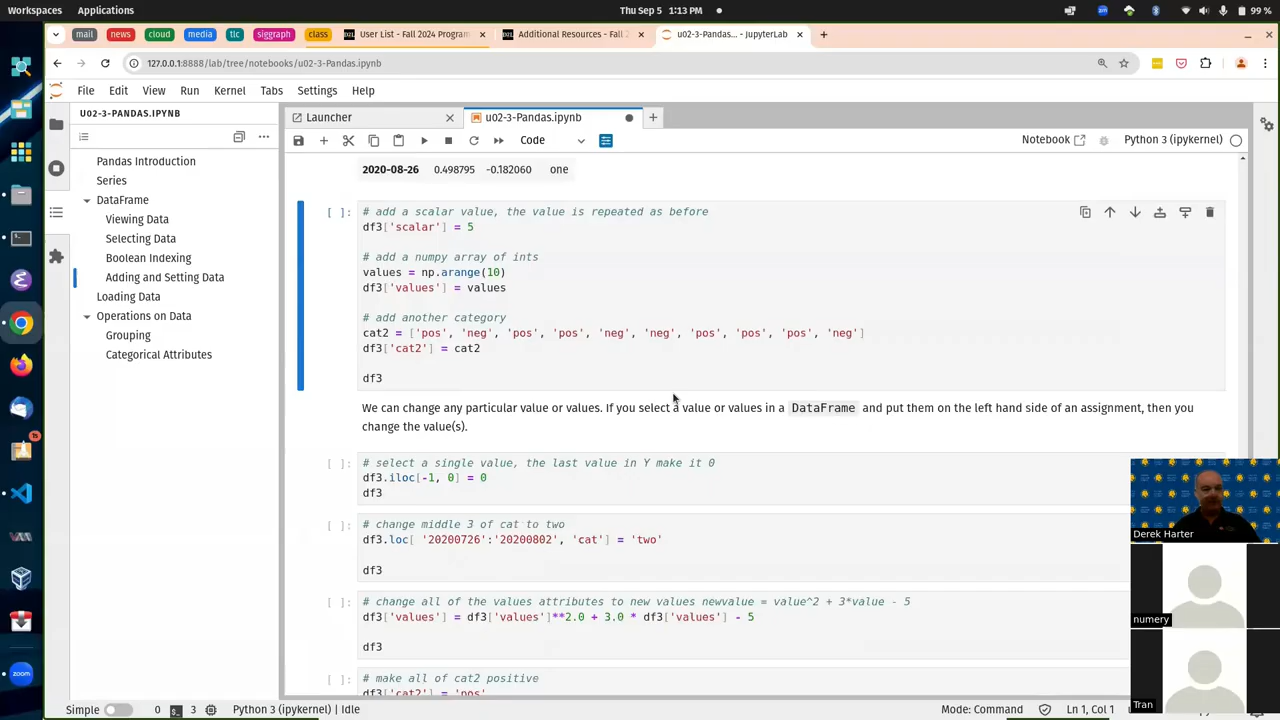 Workspaces Applications Thu Sep 5 1:13 PM 99 %
mail news cloud media tlc siggraph class User List - Fall 2024 Program Additional Resources - Fall 2 u02-3-Pandas... - JupyterLab
127.0.0.1:8888/lab/tree/notebooks/u02-3-Pandas.ipynb
File Edit View Run Kernel Tabs Settings Help
U02-3-PANDAS.IPYNB
Launcher
u02-3-Pandas.ipynb
Code
Notebook
Python 3 (ipykernel)
Pandas Introduction
Series
DataFrame
Viewing Data
Selecting Data
Boolean Indexing
Adding and Setting Data
Loading Data
Operations on Data
Grouping
Categorical Attributes
2020-08-26 0.498795 -0.182060 one
[ ]: # add a scalar value, the value is repeated as before
df3['scalar'] = 5
# add a numpy array of ints
values = np.arange(10)
df3['values'] = values
# add another category
cat2 = ['pos', 'neg', 'pos', 'pos', 'neg', 'neg', 'pos', 'pos', 'pos', 'neg']
df3['cat2'] = cat2
df3
We can change any particular value or values. If you select a value or values in a DataFrame and put them on the left hand side of an assignment, then you
change the value(s).
[ ]: # select a single value, the last value in Y make it 0
df3.iloc[-1, 0] = 0
df3
[ ]: # change middle 3 of cat to two
df3.loc[ '20200726':'20200802', 'cat'] = 'two'
df3
[ ]: # change all of the values attributes to new values newvalue = value^2 + 3*value - 5
df3['values'] = df3['values']**2.0 + 3.0 * df3['values'] - 5
df3
[ ]: # make all of cat2 positive
df3['cat2'] = 'pos'
Derek Harter
numery
Tran
Simple 0 3 Python 3 (ipykernel) | Idle Mode: Command Ln 1, Col 1